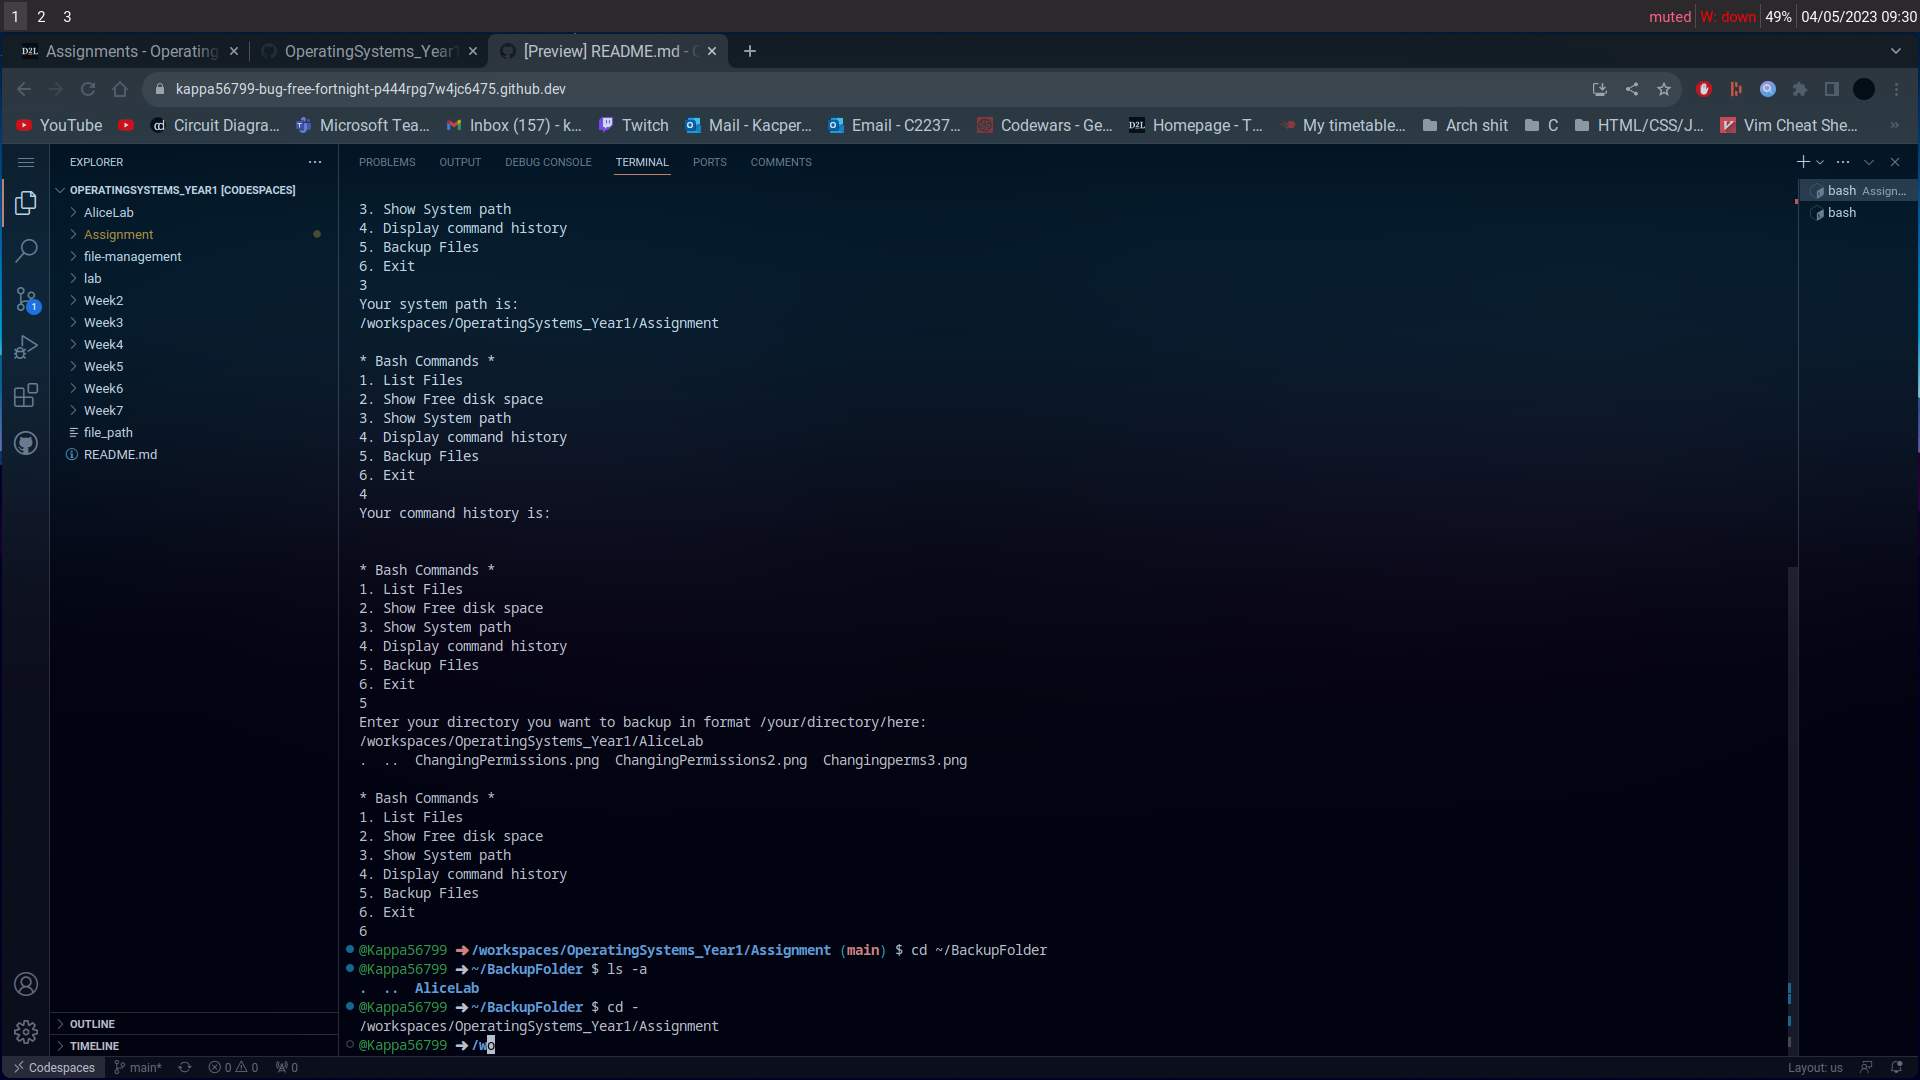 1 2 3 muted W: down 49% 04/05/2023 09:30
Assignments - Operating OperatingSystems_Year1 [Preview] README.md -
kappa56799-bug-free-fortnight-p444rpg7w4jc6475.github.dev
YouTube Circuit Diagra... Microsoft Tea... Inbox (157) - k... Twitch Mail - Kacper... Email - C2237... Codewars - Ge... D2L Homepage - T... My timetable... Arch shit C HTML/CSS/J... Vim Cheat She... »
EXPLORER ... PROBLEMS OUTPUT DEBUG CONSOLE TERMINAL PORTS COMMENTS
OPERATINGSYSTEMS_YEAR1 [CODESPACES]
AliceLab
Assignment
file-management
lab
Week2
Week3
Week4
Week5
Week6
Week7
file_path
README.md
1
OUTLINE
TIMELINE
3. Show System path
4. Display command history
5. Backup Files
6. Exit
3
Your system path is:
/workspaces/OperatingSystems_Year1/Assignment
* Bash Commands *
1. List Files
2. Show Free disk space
3. Show System path
4. Display command history
5. Backup Files
6. Exit
4
Your command history is:
* Bash Commands *
1. List Files
2. Show Free disk space
3. Show System path
4. Display command history
5. Backup Files
6. Exit
5
Enter your directory you want to backup in format /your/directory/here:
/workspaces/OperatingSystems_Year1/AliceLab
. .. ChangingPermissions.png ChangingPermissions2.png Changingperms3.png
* Bash Commands *
1. List Files
2. Show Free disk space
3. Show System path
4. Display command history
5. Backup Files
6. Exit
6
@Kappa56799 ➜ /workspaces/OperatingSystems_Year1/Assignment (main) $ cd ~/BackupFolder
@Kappa56799 ➜ ~/BackupFolder $ ls -a
. .. AliceLab
@Kappa56799 ➜ ~/BackupFolder $ cd -
/workspaces/OperatingSystems_Year1/Assignment
@Kappa56799 ➜ /wo
bash Assign...
bash
Codespaces main* 0 0 0 Layout: us